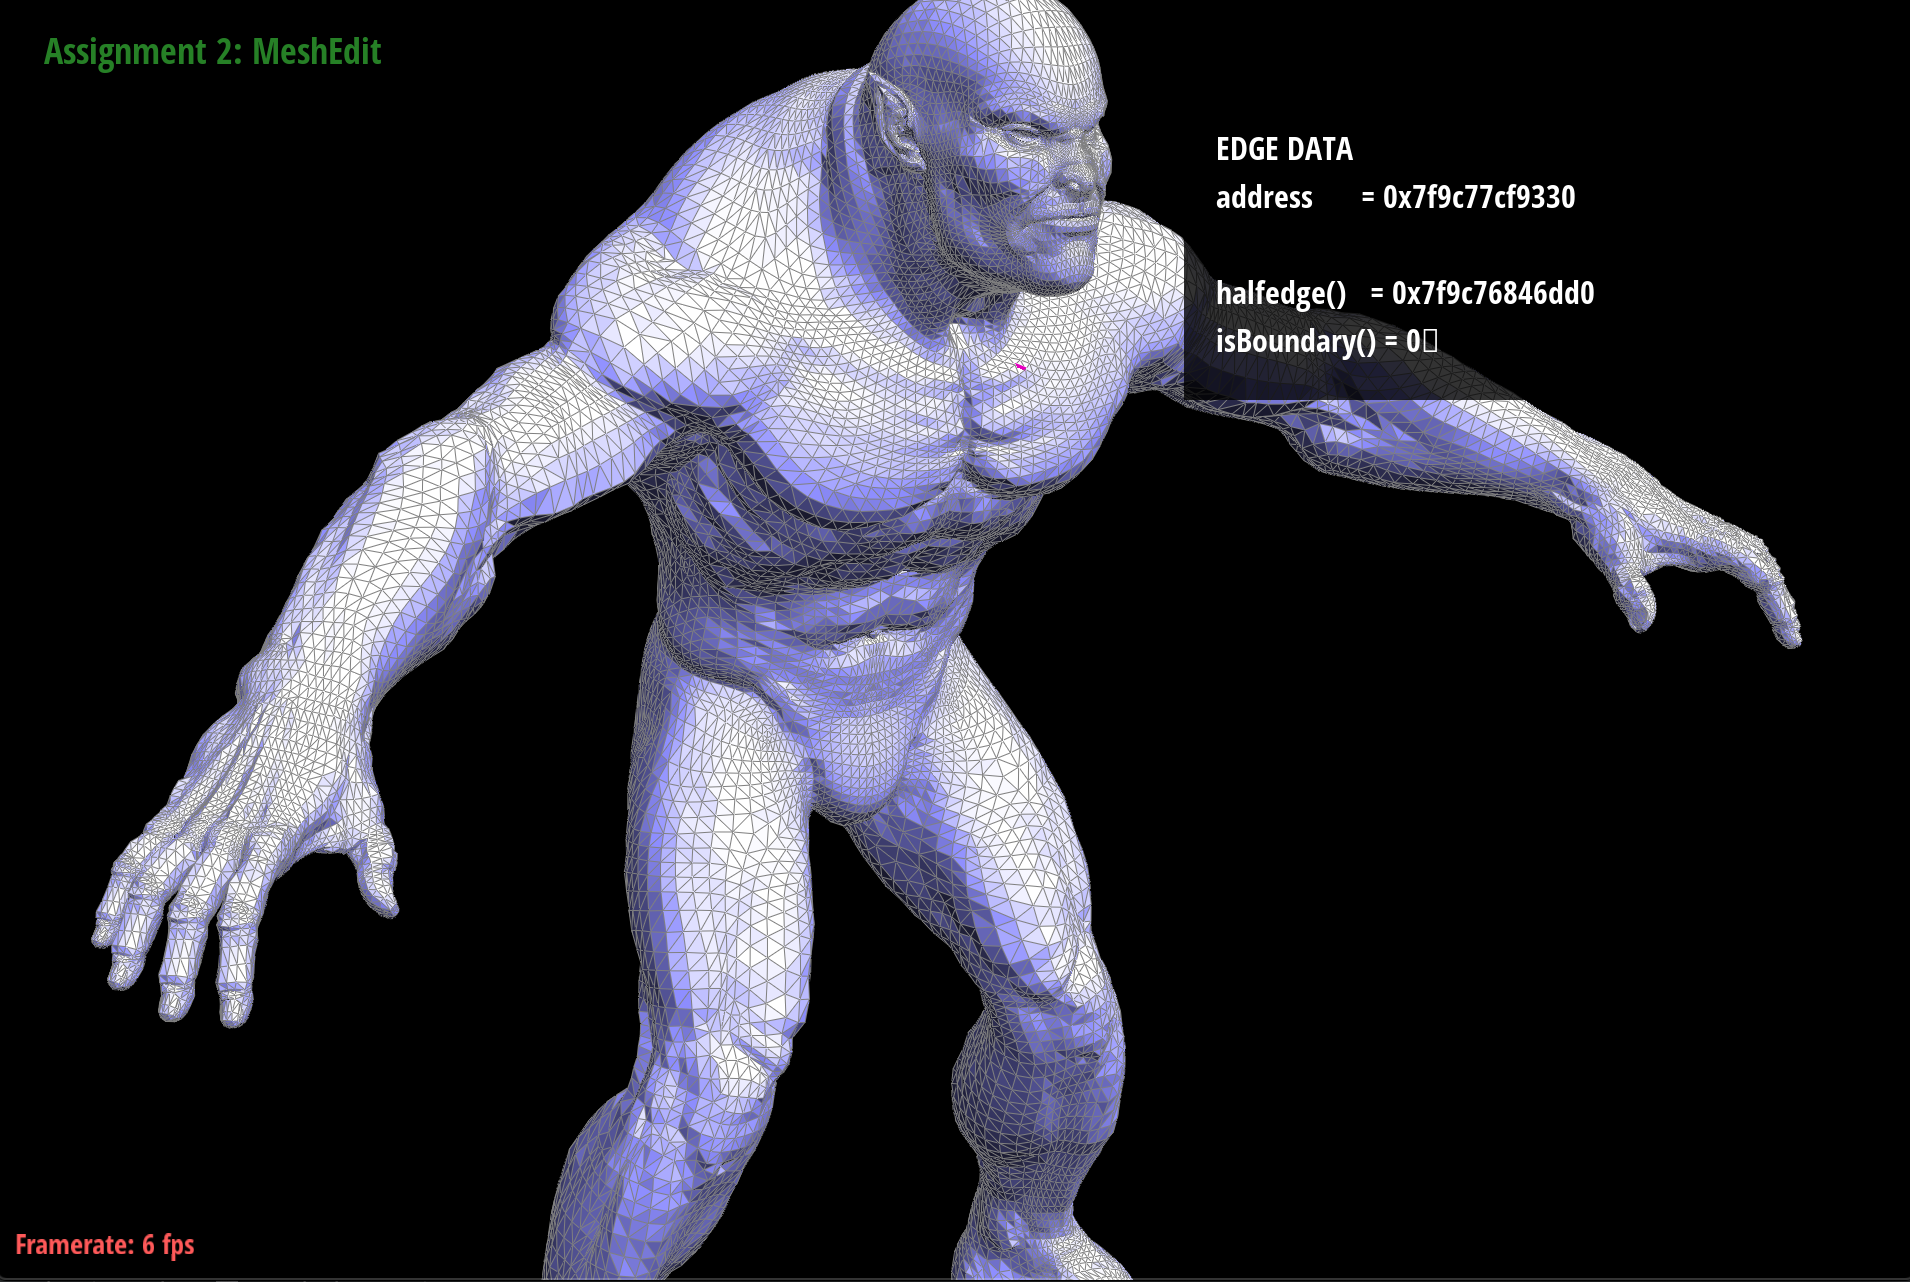 Assignment 2: MeshEdit
EDGE DATA
address = 0x7f9c77cf9330
halfedge() = 0x7f9c76846dd0
isBoundary() = 0
Framerate: 6 fps